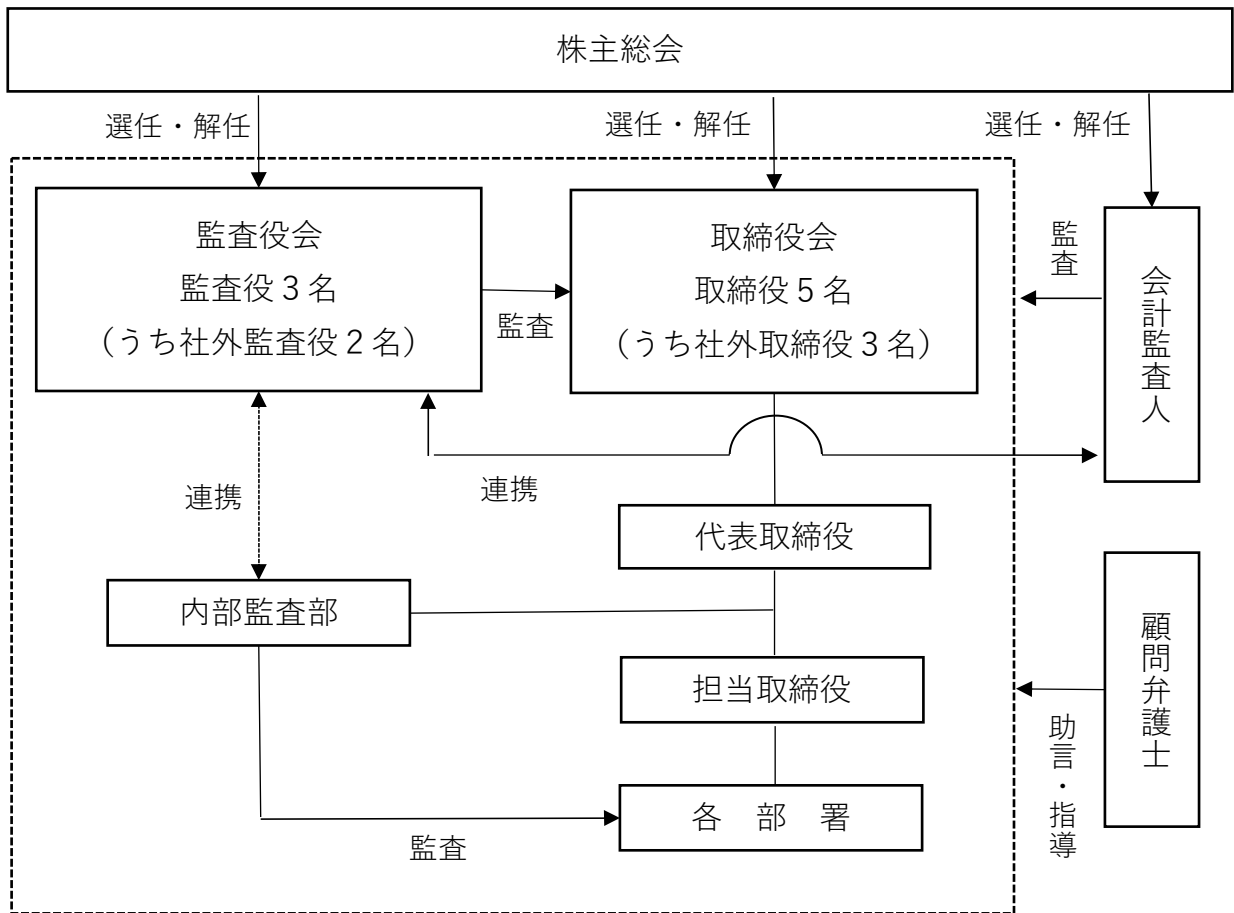 株主総会
選任・解任
選任・解任
選任・解任
監査役会
監査役3名
（うち社外監査役2名）
監査
取締役会
取締役5名
（うち社外取締役3名）
監査
会計監査人
連携
連携
代表取締役
内部監査部
担当取締役
顧問弁護士
助言・指導
各　部　署
監査